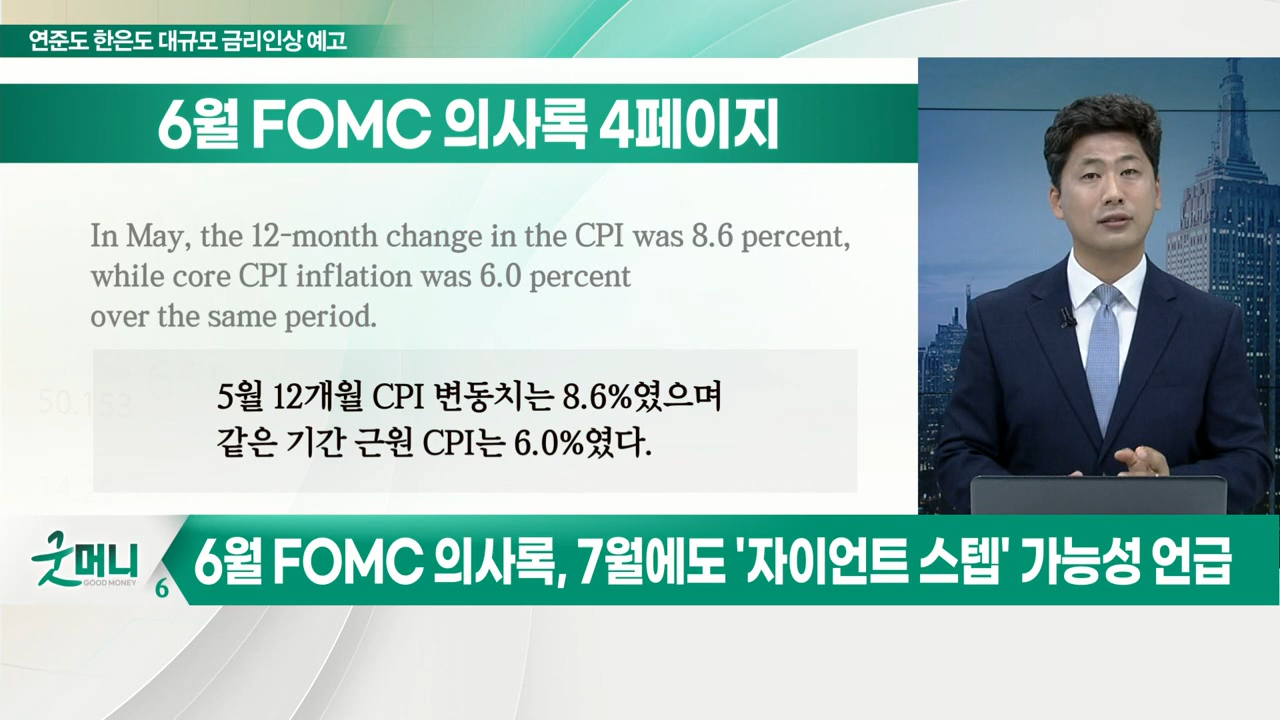 연준도 한은도 대규모 금리인상 예고
6월 FOMC 의사록 4페이지
In May, the 12-month change in the CPI was 8.6 percent,
while core CPI inflation was 6.0 percent
over the same period.
50.153
5월 12개월 CPI 변동치는 8.6%였으며
같은 기간 근원 CPI는 6.0%였다.
굿머니
GOOD MONEY
6
6월 FOMC 의사록, 7월에도 '자이언트 스텝' 가능성 언급